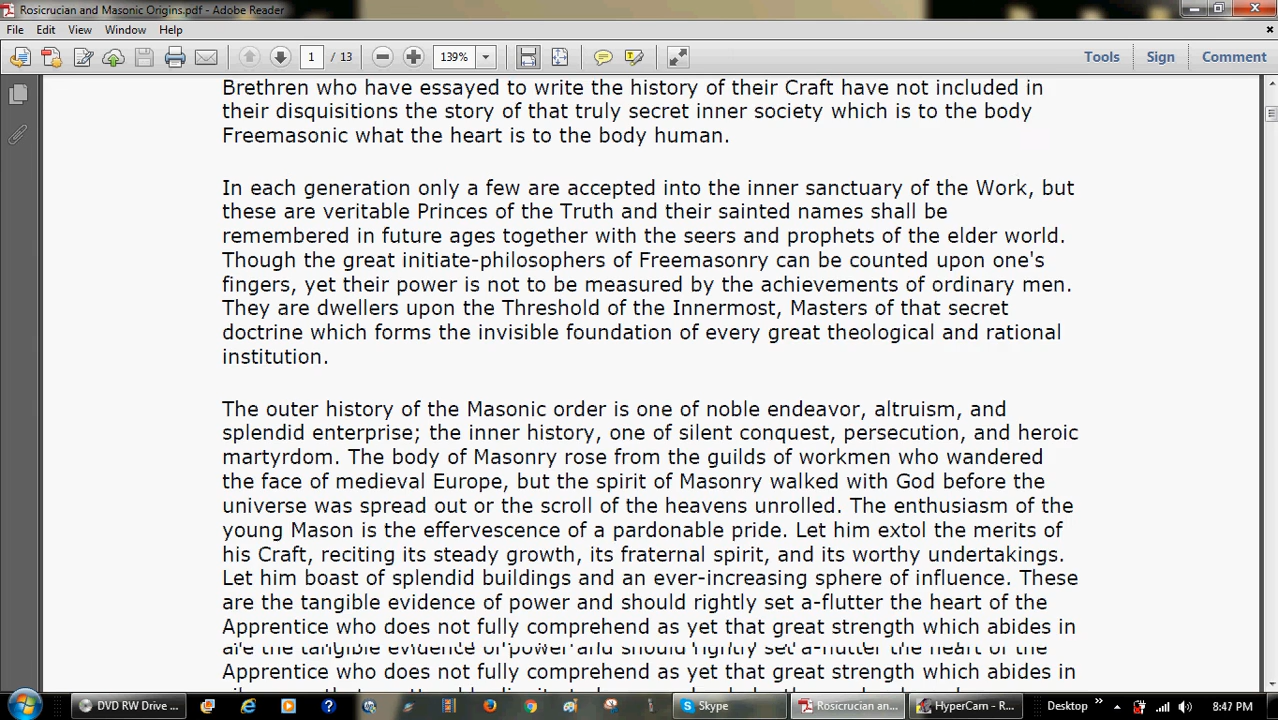 Rosicrucian and Masonic Origins.pdf - Adobe Reader
File Edit View Window Help
1 / 13 139% Tools Sign Comment
Brethren who have essayed to write the history of their Craft have not included in
their disquisitions the story of that truly secret inner society which is to the body
Freemasonic what the heart is to the body human.
In each generation only a few are accepted into the inner sanctuary of the Work, but
these are veritable Princes of the Truth and their sainted names shall be
remembered in future ages together with the seers and prophets of the elder world.
Though the great initiate-philosophers of Freemasonry can be counted upon one's
fingers, yet their power is not to be measured by the achievements of ordinary men.
They are dwellers upon the Threshold of the Innermost, Masters of that secret
doctrine which forms the invisible foundation of every great theological and rational
institution.
The outer history of the Masonic order is one of noble endeavor, altruism, and
splendid enterprise; the inner history, one of silent conquest, persecution, and heroic
martyrdom. The body of Masonry rose from the guilds of workmen who wandered
the face of medieval Europe, but the spirit of Masonry walked with God before the
universe was spread out or the scroll of the heavens unrolled. The enthusiasm of the
young Mason is the effervescence of a pardonable pride. Let him extol the merits of
his Craft, reciting its steady growth, its fraternal spirit, and its worthy undertakings.
Let him boast of splendid buildings and an ever-increasing sphere of influence. These
are the tangible evidence of power and should rightly set a-flutter the heart of the
Apprentice who does not fully comprehend as yet that great strength which abides in
are the tangible evidence of power and should rightly set a-flutter the heart of the
Apprentice who does not fully comprehend as yet that great strength which abides in
DVD RW Drive ... Skype Rosicrucian an... HyperCam - R... Desktop 8:47 PM